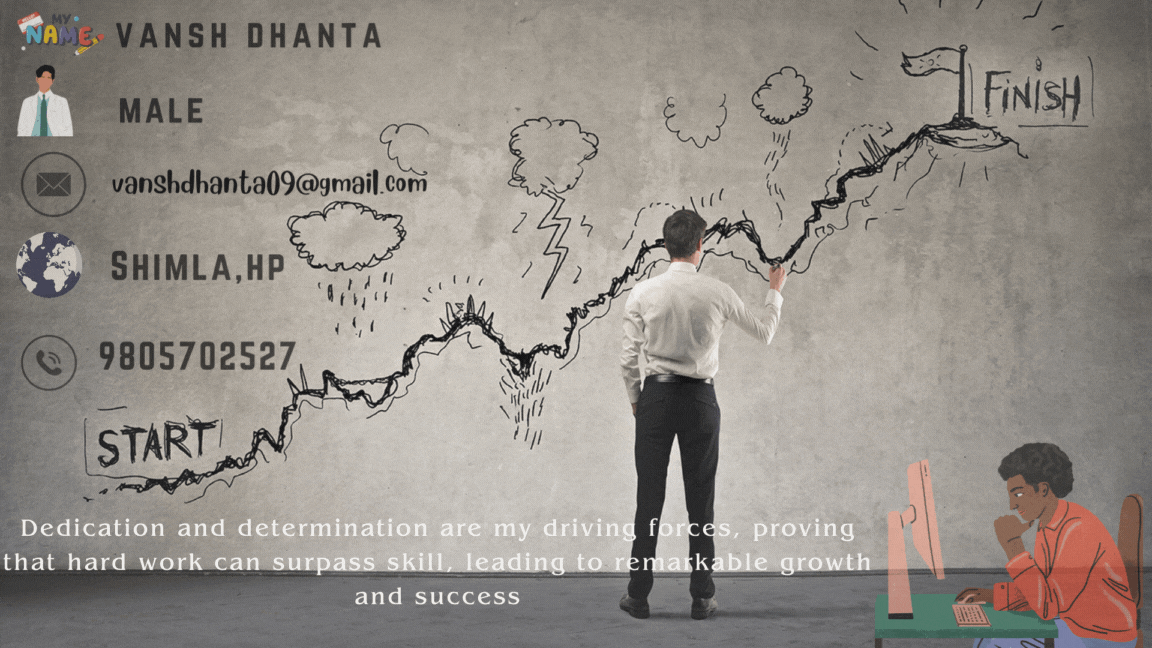 MY
NAME
VANSH DHANTA
MALE
vanshdhanta09@gmail.com
SHIMLA,HP
9805702527
FINISH
START
Dedication and determination are my driving forces, proving
that hard work can surpass skill, leading to remarkable growth
and success